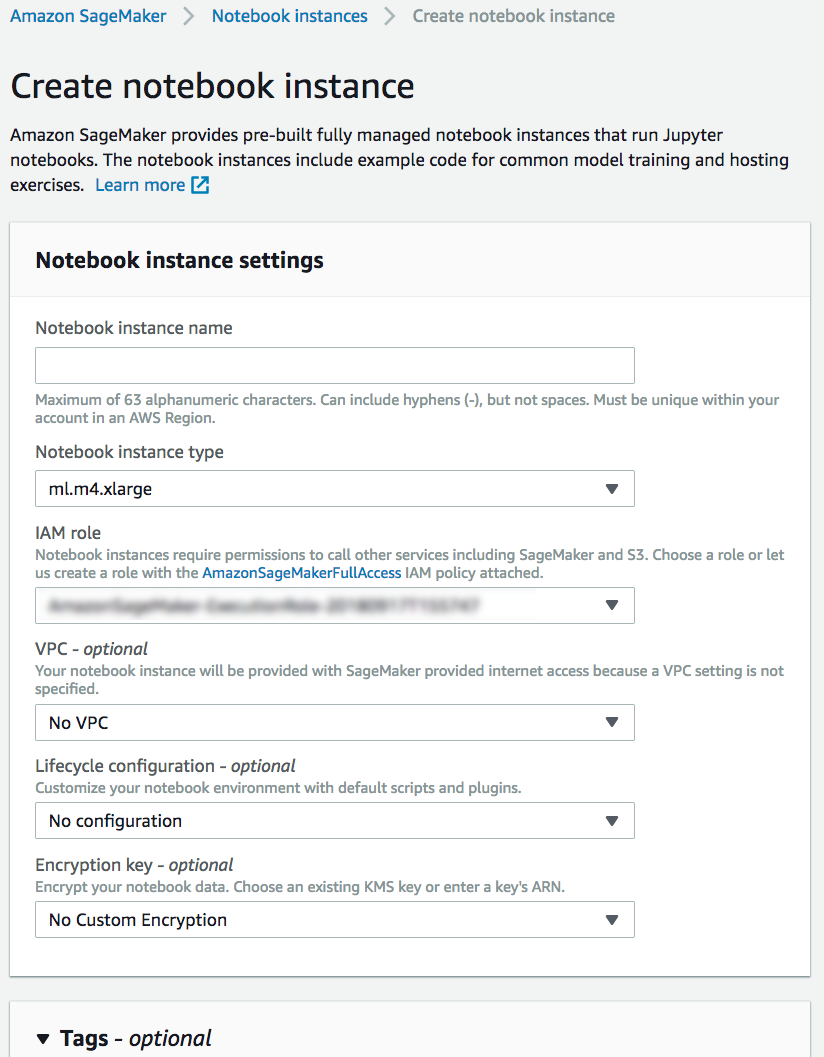 Amazon SageMaker > Notebook instances > Create notebook instance
Create notebook instance
Amazon SageMaker provides pre-built fully managed notebook instances that run Jupyter
notebooks. The notebook instances include example code for common model training and hosting
exercises. Learn more
Notebook instance settings
Notebook instance name
Maximum of 63 alphanumeric characters. Can include hyphens (-), but not spaces. Must be unique within your
account in an AWS Region.
Notebook instance type
ml.m4.xlarge
IAM role
Notebook instances require permissions to call other services including SageMaker and S3. Choose a role or let
us create a role with the AmazonSageMakerFullAccess IAM policy attached.
VPC - optional
Your notebook instance will be provided with SageMaker provided internet access because a VPC setting is not
specified.
No VPC
Lifecycle configuration - optional
Customize your notebook environment with default scripts and plugins.
No configuration
Encryption key - optional
Encrypt your notebook data. Choose an existing KMS key or enter a key's ARN.
No Custom Encryption
Tags - optional